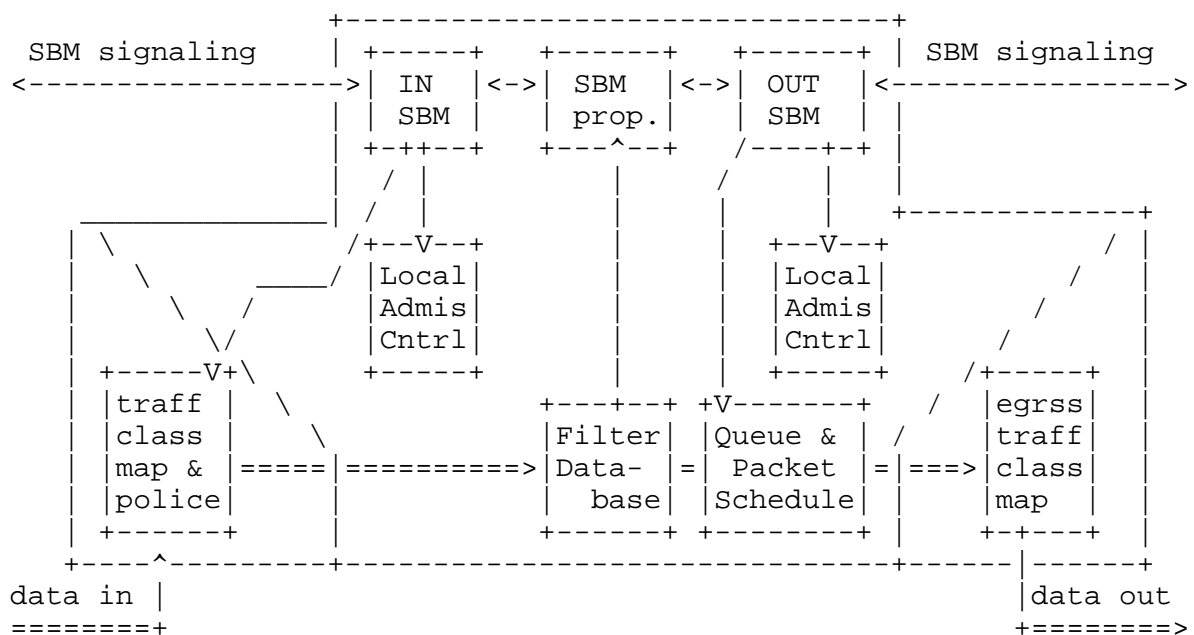 SBM signaling SBM signaling
IN SBM OUT
SBM prop. SBM
Local Local
Admis Admis
Cntrl Cntrl
traff egrss
class Filter Queue & traff
map & Data- Packet class
police base Schedule map
data in data out